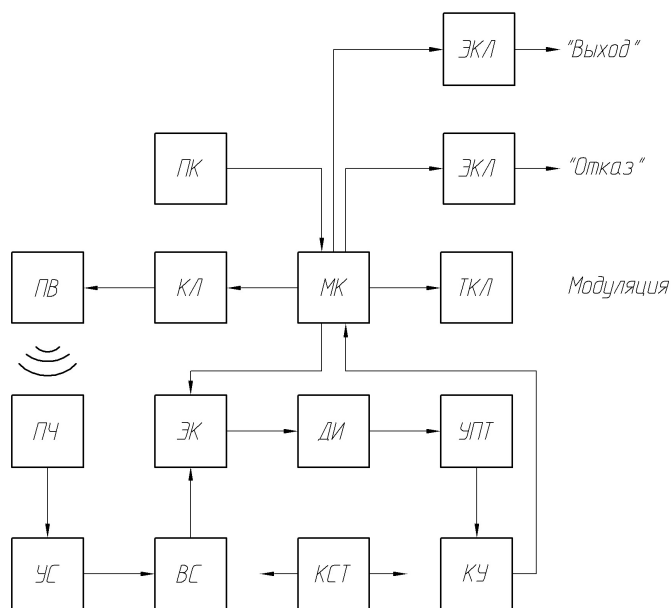 ЭКЛ "Выход"
ПК ЭКЛ "Отказ"
ПВ КЛ МК ТКЛ Модуляция
ПЧ ЭК ДИ УПТ
УС ВС КСТ КУ